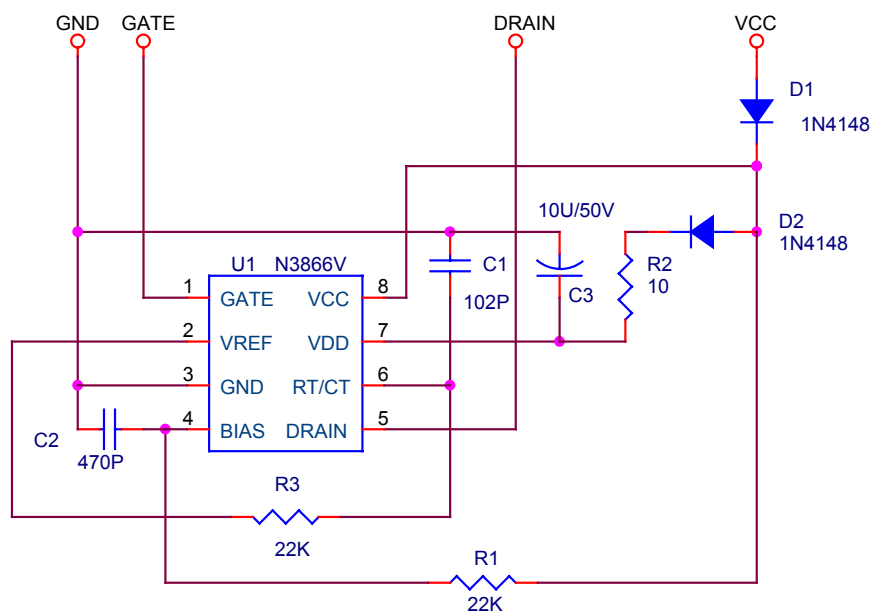 GND GATE DRAIN VCC
D1
1N4148
10U/50V
D2
1N4148
U1 N3866V
C1
R2
10
102P
C3
1 GATE VCC 8
2 VREF VDD 7
3 GND RT/CT 6
4 BIAS DRAIN 5
C2
470P
R3
22K
R1
22K